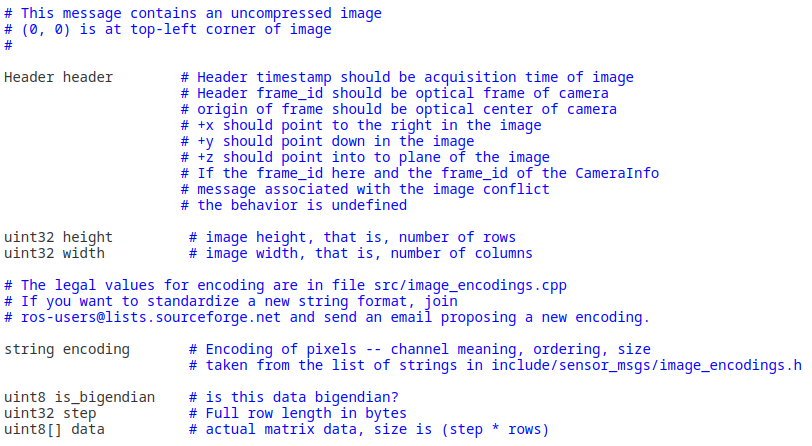 # This message contains an uncompressed image
# (0, 0) is at top-left corner of image
#
Header header # Header timestamp should be acquisition time of image
# Header frame_id should be optical frame of camera
# origin of frame should be optical center of camera
# +x should point to the right in the image
# +y should point down in the image
# +z should point into to plane of the image
# If the frame_id here and the frame_id of the CameraInfo
# message associated with the image conflict
# the behavior is undefined
uint32 height # image height, that is, number of rows
uint32 width # image width, that is, number of columns
# The legal values for encoding are in file src/image_encodings.cpp
# If you want to standardize a new string format, join
# ros-users@lists.sourceforge.net and send an email proposing a new encoding.
string encoding # Encoding of pixels -- channel meaning, ordering, size
# taken from the list of strings in include/sensor_msgs/image_encodings.h
uint8 is_bigendian # is this data bigendian?
uint32 step # Full row length in bytes
uint8[] data # actual matrix data, size is (step * rows)